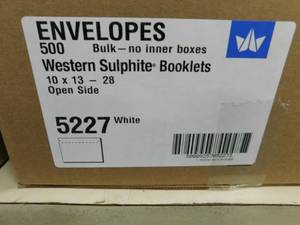 ENVELOPES
500 Bulk – no inner boxes
Western Sulphite® Booklets
10 x 13 – 28
Open Side
5227 White